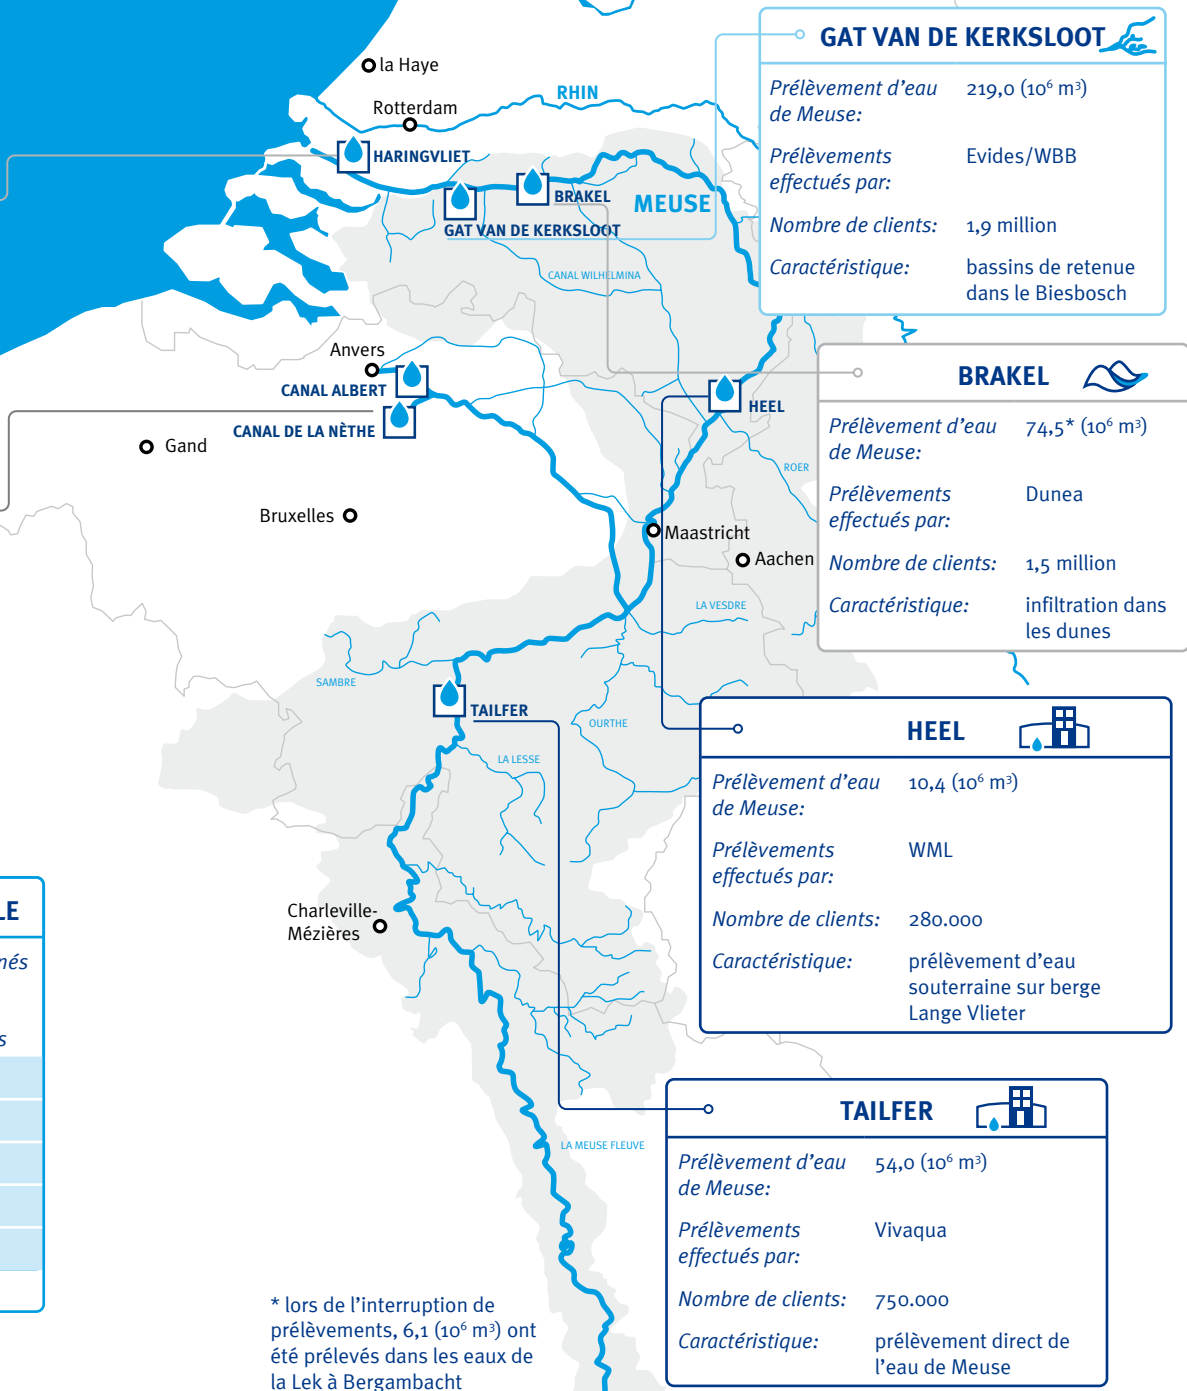 la Haye
Rotterdam
RHIN
HARINGVLIET
BRAKEL
MEUSE
GAT VAN DE KERKSLOOT
CANAL WILHELMINA
Anvers
CANAL ALBERT
CANAL DE LA NÈTHE
HEEL
Gand
ROER
Bruxelles
Maastricht
Aachen
LA VESDRE
SAMBRE
TAILFER
OURTHE
LA LESSE
Charleville-
Mézières
LA MEUSE FLEUVE
GAT VAN DE KERKSLOOT
Prélèvement d'eau 219,0 (10⁶ m³)
de Meuse:
Prélèvements Evides/WBB
effectués par:
Nombre de clients: 1,9 million
Caractéristique: bassins de retenue
dans le Biesbosch
BRAKEL
Prélèvement d'eau 74,5* (10⁶ m³)
de Meuse:
Prélèvements Dunea
effectués par:
Nombre de clients: 1,5 million
Caractéristique: infiltration dans
les dunes
HEEL
Prélèvement d'eau 10,4 (10⁶ m³)
de Meuse:
Prélèvements WML
effectués par:
Nombre de clients: 280.000
Caractéristique: prélèvement d'eau
souterraine sur berge
Lange Vlieter
TAILFER
Prélèvement d'eau 54,0 (10⁶ m³)
de Meuse:
Prélèvements Vivaqua
effectués par:
Nombre de clients: 750.000
Caractéristique: prélèvement direct de
l'eau de Meuse
* lors de l'interruption de
prélèvements, 6,1 (10⁶ m³) ont
été prélevés dans les eaux de
la Lek à Bergambacht